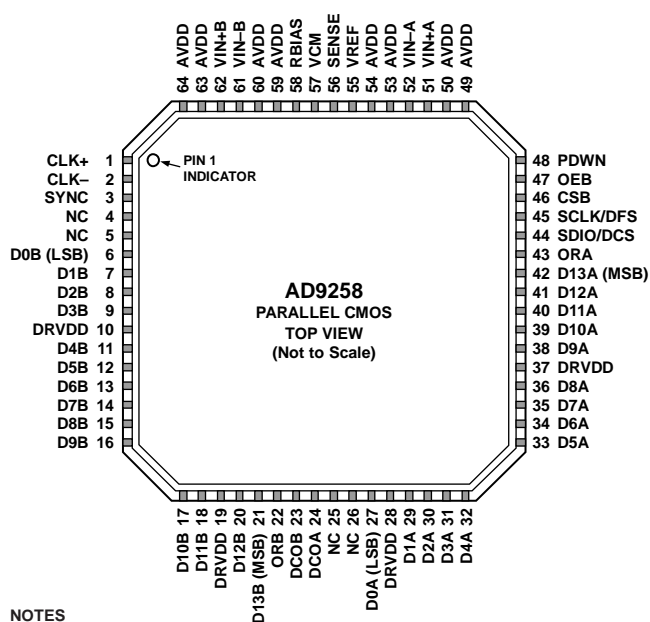 64 AVDD
63 AVDD
62 VIN+B
61 VIN–B
60 AVDD
59 AVDD
58 RBIAS
57 VCM
56 SENSE
55 VREF
54 AVDD
53 AVDD
52 VIN–A
51 VIN+A
50 AVDD
49 AVDD
CLK+ 1
CLK– 2
SYNC 3
NC 4
NC 5
D0B (LSB) 6
D1B 7
D2B 8
D3B 9
DRVDD 10
D4B 11
D5B 12
D6B 13
D7B 14
D8B 15
D9B 16
PIN 1
INDICATOR
AD9258
PARALLEL CMOS
TOP VIEW
(Not to Scale)
48 PDWN
47 OEB
46 CSB
45 SCLK/DFS
44 SDIO/DCS
43 ORA
42 D13A (MSB)
41 D12A
40 D11A
39 D10A
38 D9A
37 DRVDD
36 D8A
35 D7A
34 D6A
33 D5A
D10B 17
D11B 18
DRVDD 19
D12B 20
D13B (MSB) 21
ORB 22
DCOB 23
DCOA 24
NC 25
NC 26
D0A (LSB) 27
DRVDD 28
D1A 29
D2A 30
D3A 31
D4A 32
NOTES